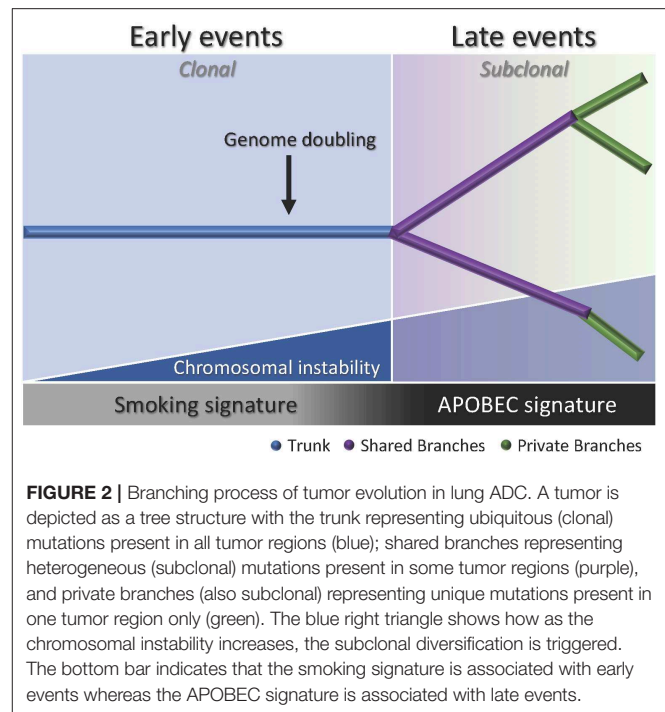 Early events Late events
Clonal Subclonal
Genome doubling
Chromosomal instability
Smoking signature APOBEC signature
Trunk Shared Branches Private Branches
FIGURE 2 | Branching process of tumor evolution in lung ADC. A tumor is
depicted as a tree structure with the trunk representing ubiquitous (clonal)
mutations present in all tumor regions (blue); shared branches representing
heterogeneous (subclonal) mutations present in some tumor regions (purple),
and private branches (also subclonal) representing unique mutations present in
one tumor region only (green). The blue right triangle shows how as the
chromosomal instability increases, the subclonal diversification is triggered.
The bottom bar indicates that the smoking signature is associated with early
events whereas the APOBEC signature is associated with late events.